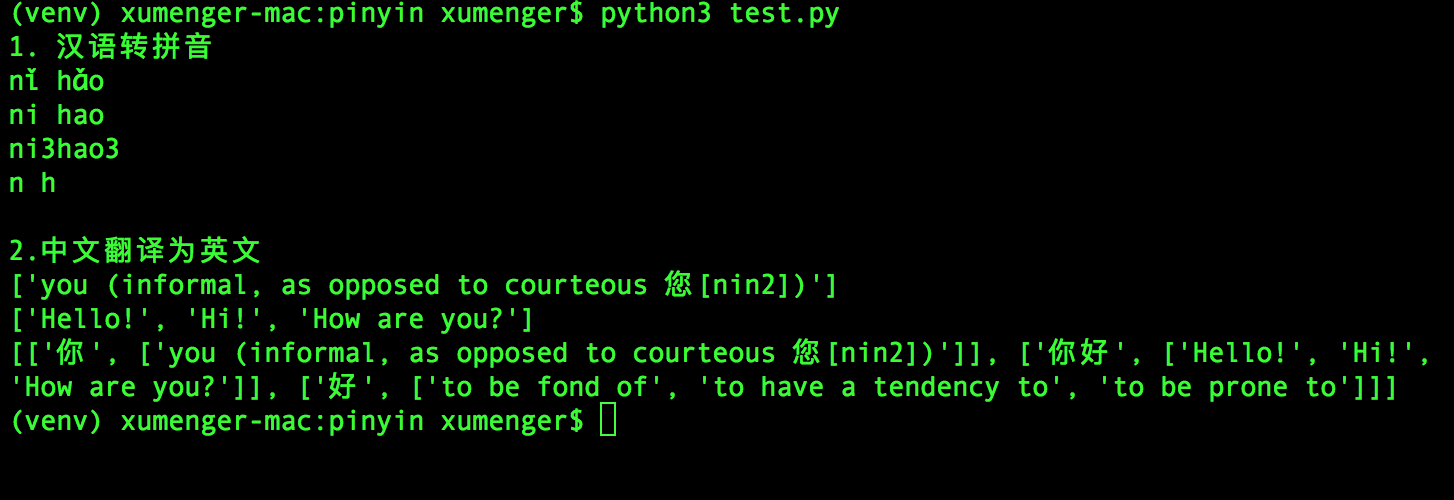 (venv) xumenger-mac:pinyin xumenger$ python3 test.py
1. 汉语转拼音
nǐ hǎo
ni hao
ni3hao3
n h
2.中文翻译为英文
['you (informal, as opposed to courteous 您[nin2])']
['Hello!', 'Hi!', 'How are you?']
[['你', ['you (informal, as opposed to courteous 您[nin2])']], ['你好', ['Hello!', 'Hi!',
'How are you?']], ['好', ['to be fond of', 'to have a tendency to', 'to be prone to']]]
(venv) xumenger-mac:pinyin xumenger$